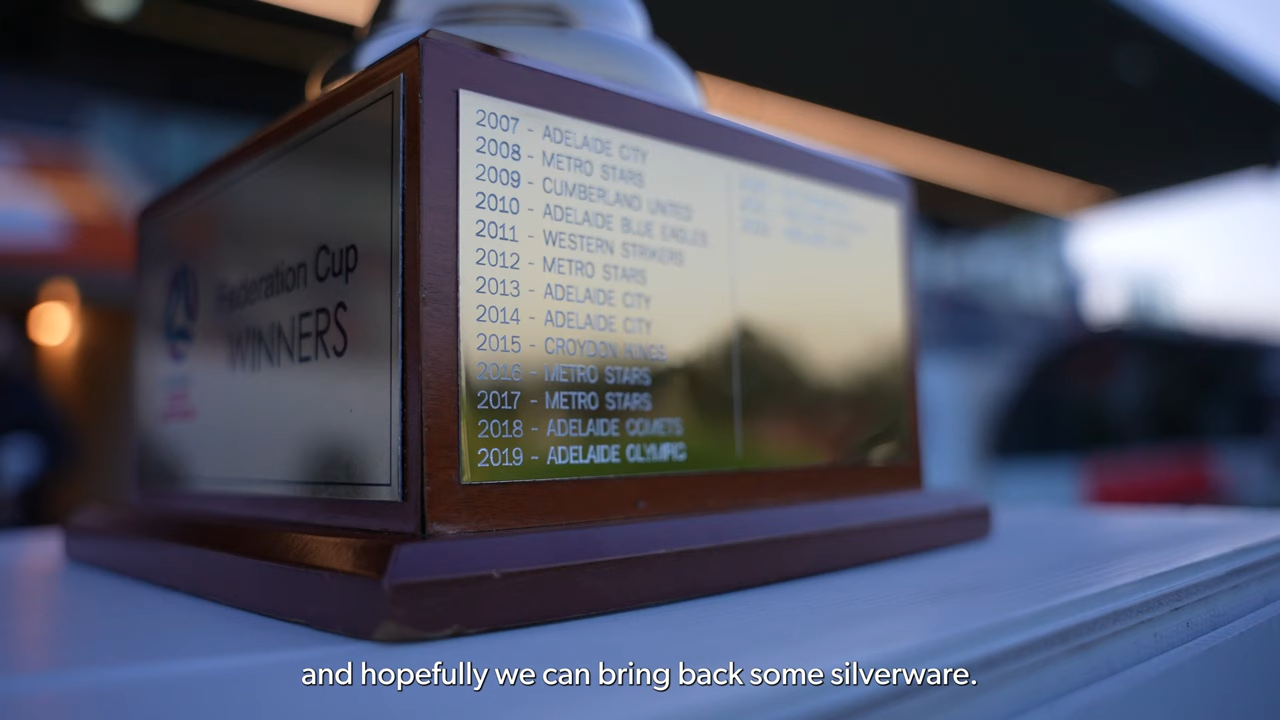 Federation Cup
WINNERS
2007 - ADELAIDE CITY
2008 - METRO STARS
2009 - CUMBERLAND UNITED
2010 - ADELAIDE BLUE EAGLES
2011 - WESTERN STRIKERS
2012 - METRO STARS
2013 - ADELAIDE CITY
2014 - ADELAIDE CITY
2015 - CROYDON KINGS
2016 - METRO STARS
2017 - METRO STARS
2018 - ADELAIDE COMETS
2019 - ADELAIDE OLYMPIC
and hopefully we can bring back some silverware.